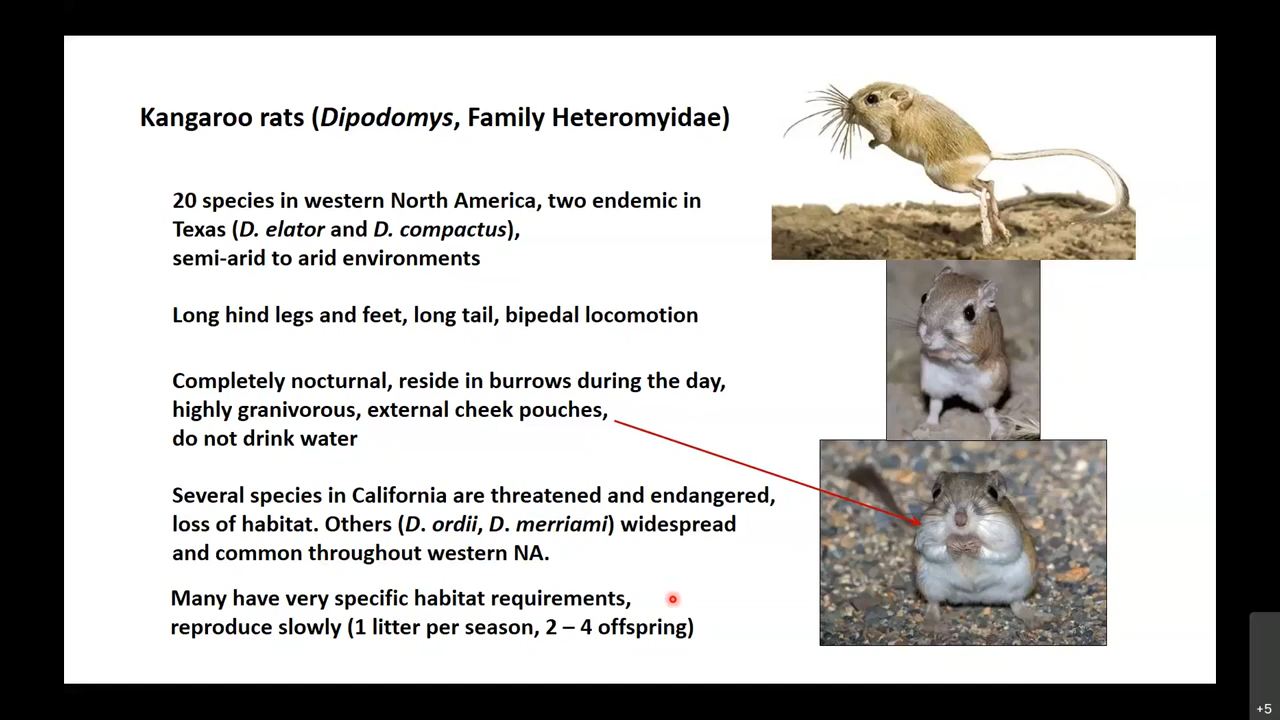 Kangaroo rats (Dipodomys, Family Heteromyidae)
20 species in western North America, two endemic in
Texas (D. elator and D. compactus),
semi-arid to arid environments
Long hind legs and feet, long tail, bipedal locomotion
Completely nocturnal, reside in burrows during the day,
highly granivorous, external cheek pouches,
do not drink water
Several species in California are threatened and endangered,
loss of habitat. Others (D. ordii, D. merriami) widespread
and common throughout western NA.
Many have very specific habitat requirements,
reproduce slowly (1 litter per season, 2 – 4 offspring)
+5